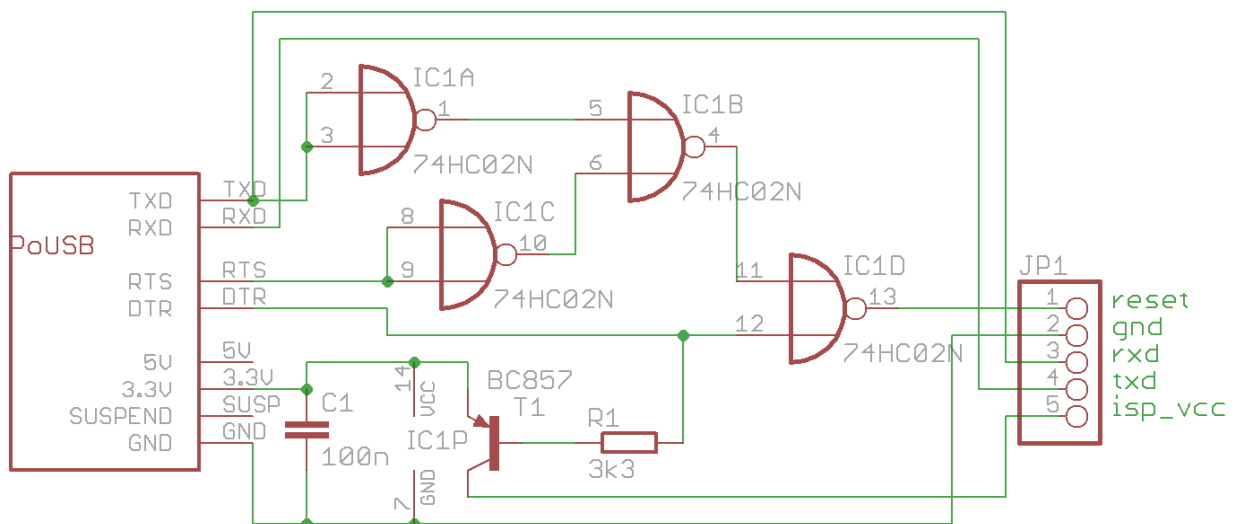 PoUSB
TXD
RXD
RTS
DTR
5V
3.3V
SUSPEND
GND
TXD
RXD
RTS
DTR
5V
3.3V
SUSP
GND
2
3
1
IC1A
74HC02N
8
9
10
IC1C
74HC02N
5
6
4
IC1B
74HC02N
11
12
13
IC1D
74HC02N
C1
100n
14
VCC
IC1P
7
GND
BC857
T1
R1
3k3
JP1
1
2
3
4
5
reset
gnd
rxd
txd
isp_vcc